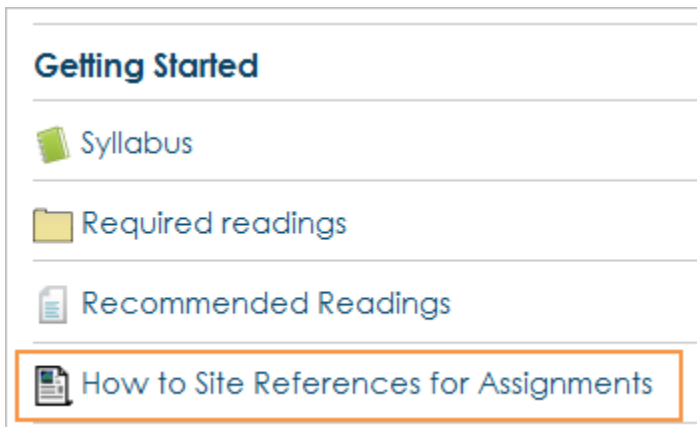 Getting Started
Syllabus
Required readings
Recommended Readings
How to Site References for Assignments